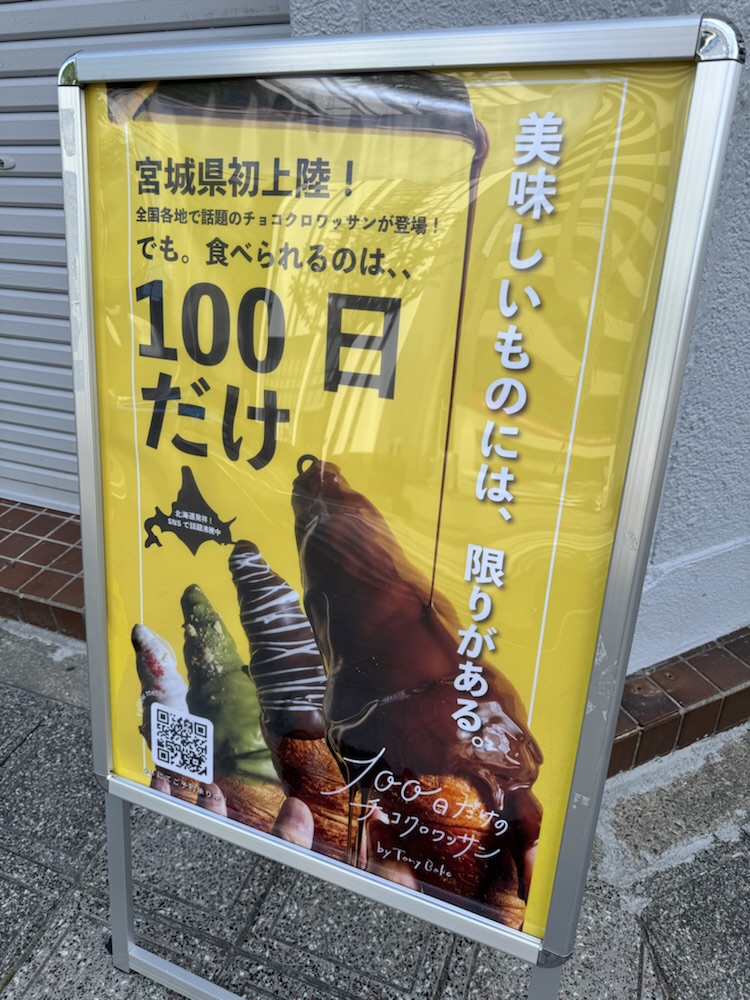 宮城県初上陸！
全国各地で話題のチョコクロワッサンが登場！
でも。食べられるのは、、
100日
だけ
美味しいものには、限りがある。
北海道発祥！
SNSで話題沸騰中
100日だけの
チョコクロワッサン
by Tony Bake